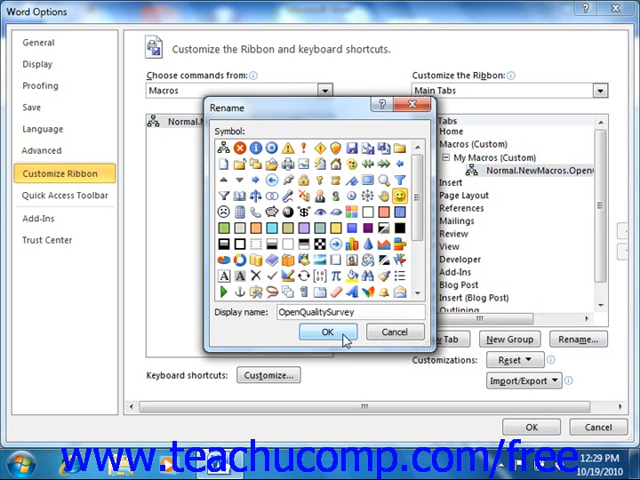 Word Options
General
Display
Proofing
Save
Language
Advanced
Customize Ribbon
Quick Access Toolbar
Add-Ins
Trust Center
Customize the Ribbon and keyboard shortcuts.
Choose commands from:
Macros
Normal.
Customize the Ribbon:
Main Tabs
Tabs
Home
Macros (Custom)
My Macros (Custom)
Normal.NewMacros.Open
Insert
Page Layout
References
Mailings
Review
View
Developer
Add-Ins
Blog Post
Insert (Blog Post)
Outlining
Rename
Symbol:
Display name:
OpenQualitySurvey
OK
Cancel
Tab
New Group
Rename...
Customizations:
Reset
Import/Export
Keyboard shortcuts:
Customize...
OK
Cancel
www.teachucomp.com/free
12:29 PM
10/19/2010